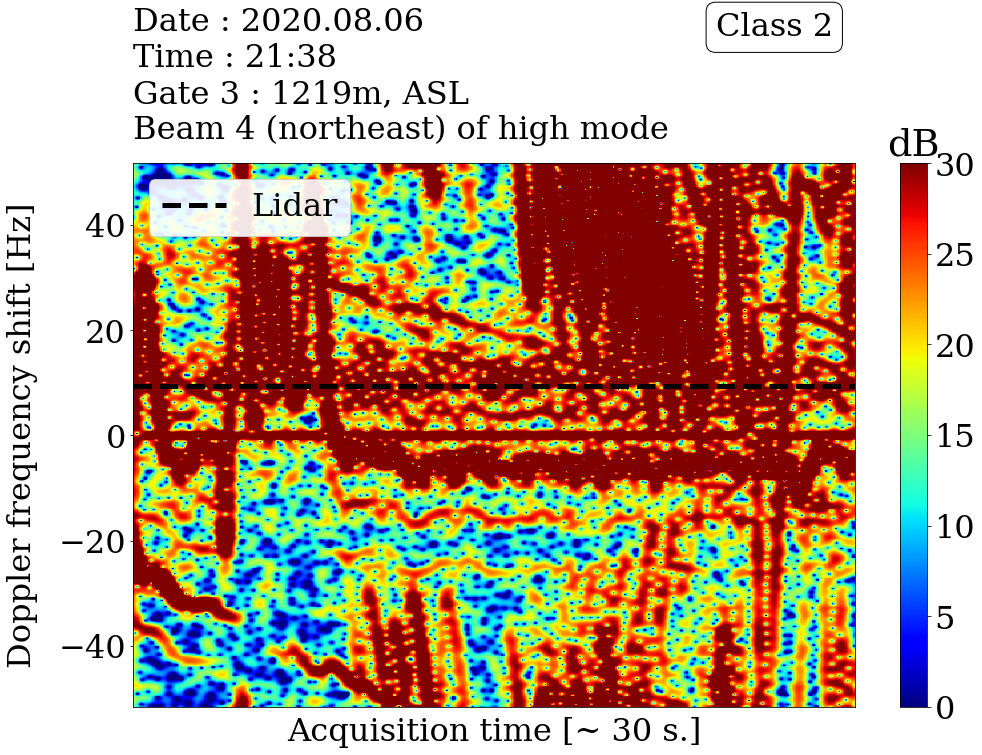 Date : 2020.08.06
Time : 21:38
Gate 3 : 1219m, ASL
Beam 4 (northeast) of high mode
Class 2
dB
30
25
20
15
10
5
0
Lidar
Doppler frequency shift [Hz]
40
20
0
−20
−40
Acquisition time [~ 30 s.]